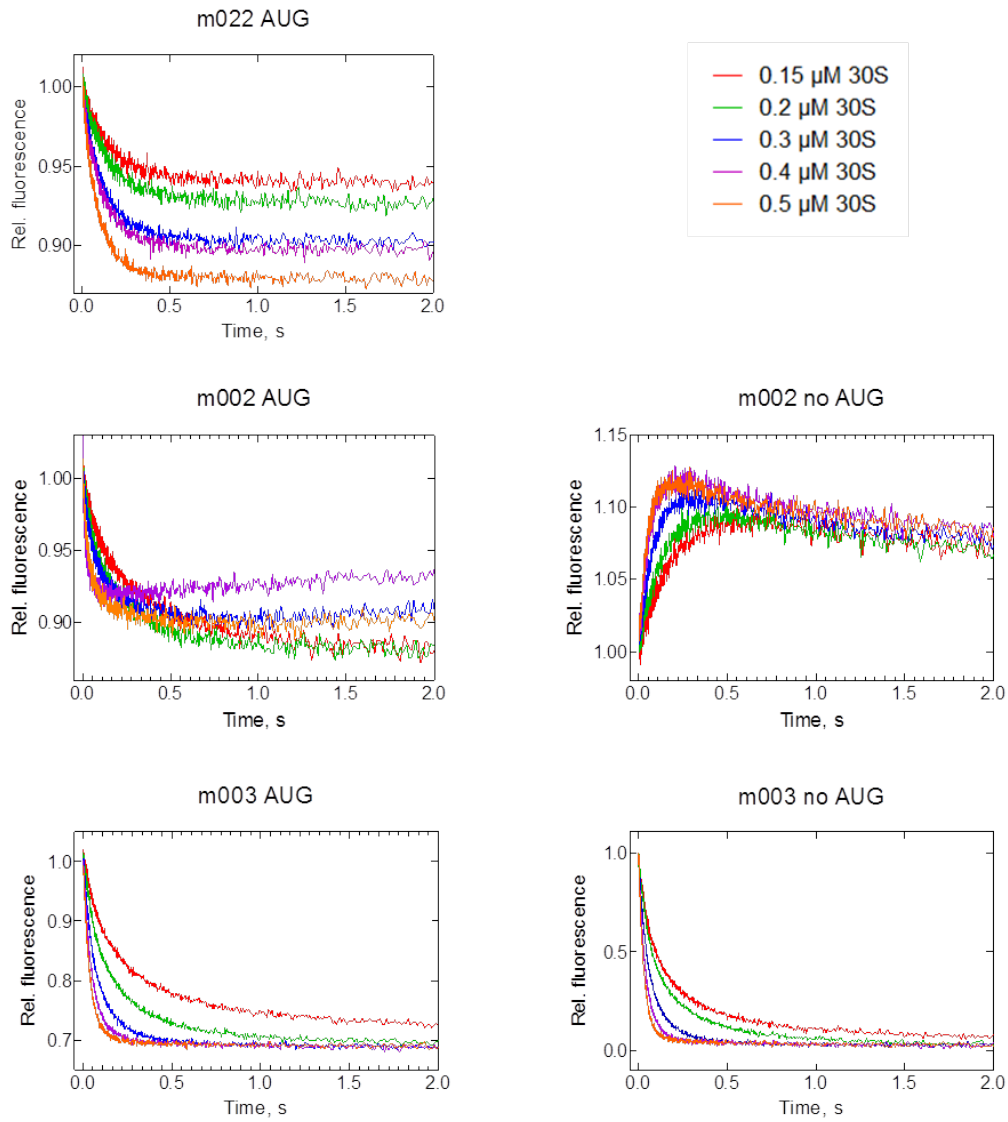 m022 AUG
Rel. fluorescence
1.00
0.95
0.90
0.0 0.5 1.0 1.5 2.0
Time, s
0.15 µM 30S
0.2 µM 30S
0.3 µM 30S
0.4 µM 30S
0.5 µM 30S
m002 AUG
Rel. fluorescence
1.00
0.95
0.90
0.0 0.5 1.0 1.5 2.0
Time, s
m002 no AUG
Rel. fluorescence
1.15
1.10
1.05
1.00
0.0 0.5 1.0 1.5 2.0
Time, s
m003 AUG
Rel. fluorescence
1.0
0.9
0.8
0.7
0.0 0.5 1.0 1.5 2.0
Time, s
m003 no AUG
Rel. fluorescence
1.0
0.5
0.0
0.0 0.5 1.0 1.5 2.0
Time, s